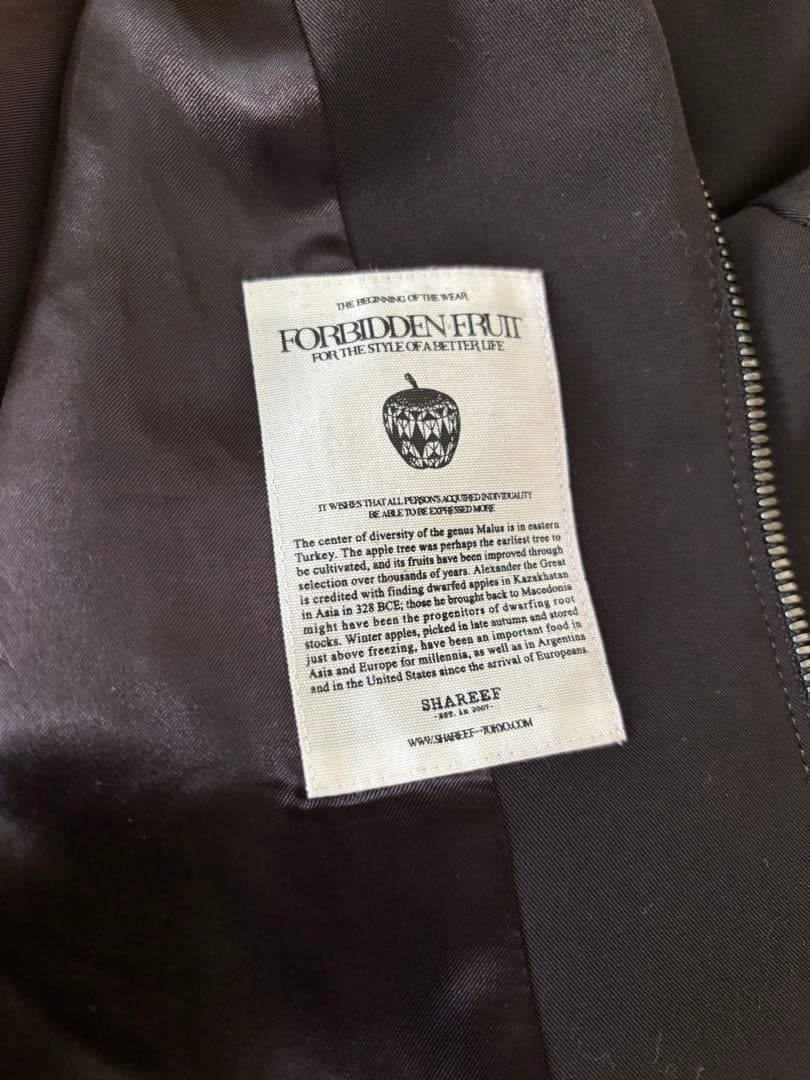 THE BEGINNING OF THE WEAR
FORBIDDEN FRUIT
FOR THE STYLE OF A BETTER LIFE
IT WISHES THAT ALL PERSONS ACQUIRED INDIVIDUALITY
BE ABLE TO BE EXPRESSED MORE
The center of diversity of the genus Malus is in eastern
Turkey. The apple tree was perhaps the earliest tree to
be cultivated, and its fruits have been improved through
selection over thousands of years. Alexander the Great
is credited with finding dwarfed apples in Kazakhstan
in Asia in 328 BCE; those he brought back to Macedonia
might have been the progenitors of dwarfing root
stocks. Winter apples, picked in late autumn and stored
just above freezing, have been an important food in
Asia and Europe for millennia, as well as in Argentina
and in the United States since the arrival of Europeans.
SHAREEF
-EST. in 2007-
WWW.SHAREEF-TOKYO.COM